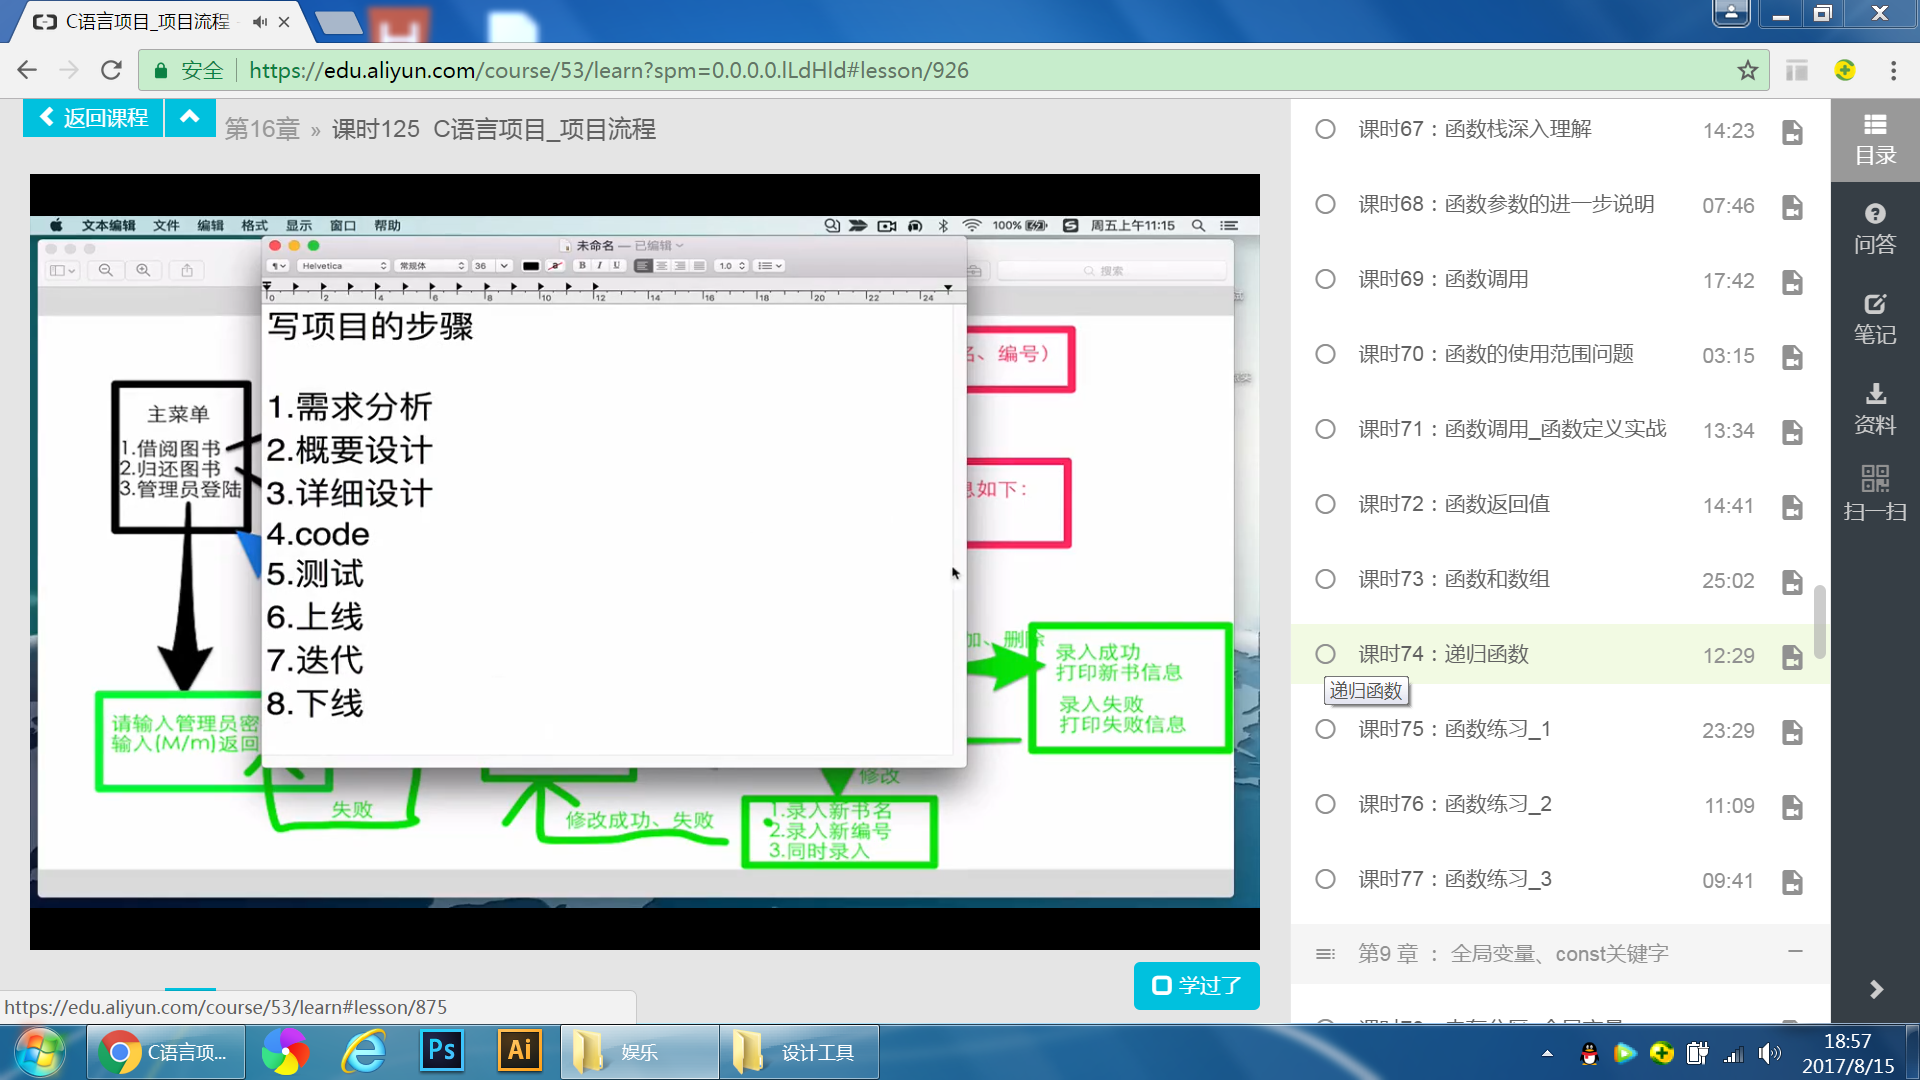 C语言项目_项目流程
安全
https://edu.aliyun.com/course/53/learn?spm=0.0.0.0.lLdHld#lesson/926
返回课程
第16章 » 课时125 C语言项目_项目流程
文本编辑 文件 编辑 格式 显示 窗口 帮助
100%
周五上午11:15
未命名 — 已编辑
Helvetica
常规体
36
B I U
1.0
搜索
0 2 4 6 8 10 12 14 16 18 20 22 24
写项目的步骤
1.需求分析
2.概要设计
3.详细设计
4.code
5.测试
6.上线
7.迭代
8.下线
主菜单
1.借阅图书
2.归还图书
3.管理员登陆
、编号）
息如下：
请输入管理员密
输入(M/m)返回
失败
修改成功、失败
加、删除
录入成功
打印新书信息
录入失败
打印失败信息
修改
1.录入新书名
2.录入新编号
3.同时录入
学过了
https://edu.aliyun.com/course/53/learn#lesson/875
课时67：函数栈深入理解 14:23
课时68：函数参数的进一步说明 07:46
课时69：函数调用 17:42
课时70：函数的使用范围问题 03:15
课时71：函数调用_函数定义实战 13:34
课时72：函数返回值 14:41
课时73：函数和数组 25:02
课时74：递归函数 12:29
递归函数
课时75：函数练习_1 23:29
课时76：函数练习_2 11:09
课时77：函数练习_3 09:41
第9 章 ： 全局变量、const关键字
目录
问答
笔记
资料
扫一扫
C语言项...
Ps
Ai
娱乐
设计工具
18:57
2017/8/15